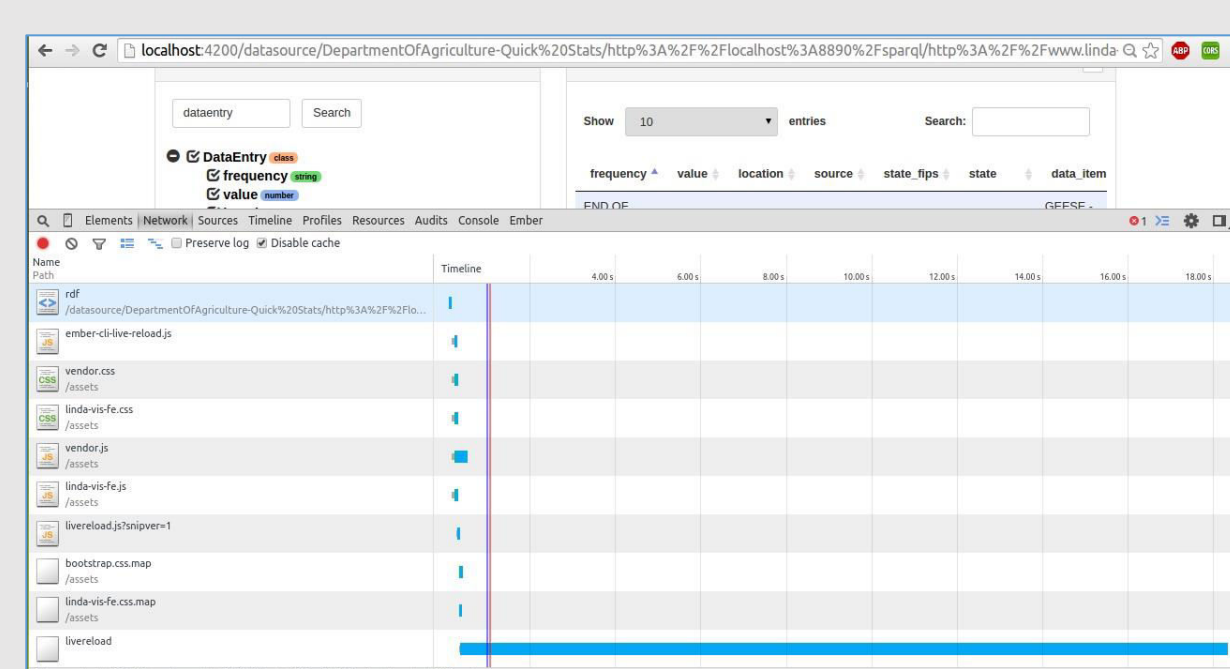 localhost:4200/datasource/DepartmentOfAgriculture-Quick%20Stats/http%3A%2F%2Flocalhost%3A8890%2Fsparql/http%3A%2F%2Fwww.linda-
ABP CORS
dataentry Search
Show 10 entries Search:
DataEntry class
frequency string
value number
frequency value location source state_fips state data_item
END OF GEESE -
Elements Network Sources Timeline Profiles Resources Audits Console Ember 1
Preserve log Disable cache
Name
Path
Timeline 4.00 s 6.00 s 8.00 s 10.00 s 12.00 s 14.00 s 16.00 s 18.00 s
rdf
/datasource/DepartmentOfAgriculture-Quick%20Stats/http%3A%2F%2Flo...
JS ember-cli-live-reload.js
CSS vendor.css
/assets
CSS linda-vis-fe.css
/assets
JS vendor.js
/assets
JS linda-vis-fe.js
/assets
JS livereload.js?snipver=1
bootstrap.css.map
/assets
linda-vis-fe.css.map
/assets
livereload